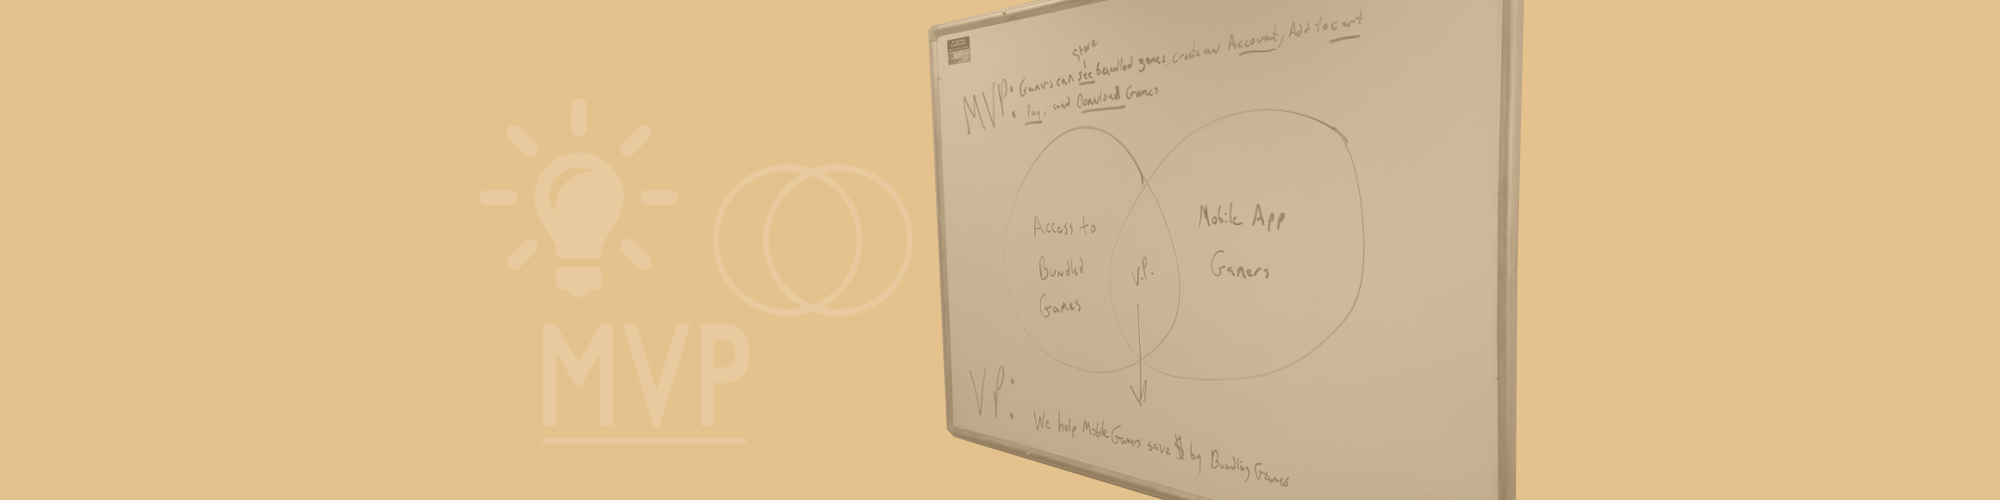 MVP
Store
MVP: Gamers can see bundled games, create an Account, Add to cart
Pay, and Download Games
Access to
Bundled
Games
V.P.
Mobile App
Gamers
VP:
We help Mobile Gamers save $ by Bundling Games